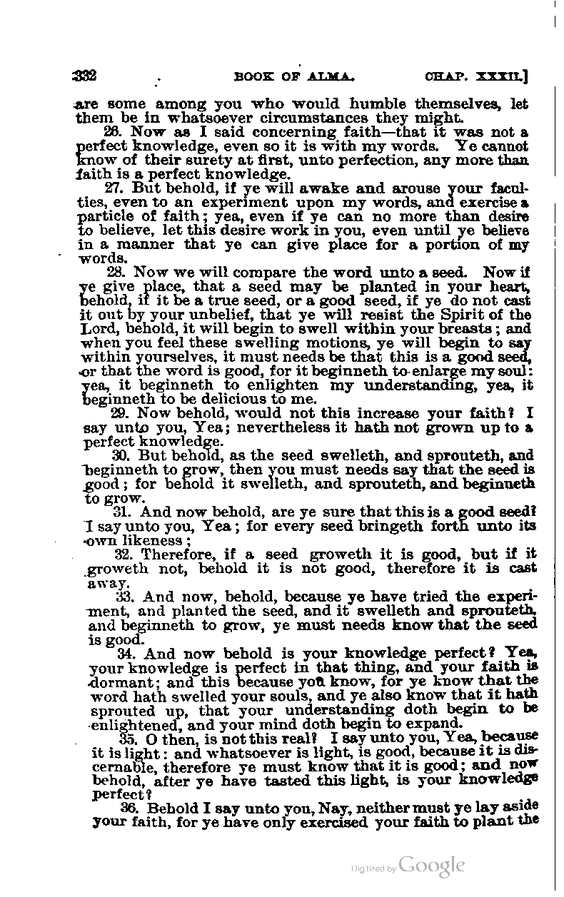 332 BOOK OF ALMA. CHAP. XXXII.]
are some among you who would humble themselves, let
them be in whatsoever circumstances they might.
26. Now as I said concerning faith—that it was not a
perfect knowledge, even so it is with my words. Ye cannot
know of their surety at first, unto perfection, any more than
faith is a perfect knowledge.
27. But behold, if ye will awake and arouse your facul-
ties, even to an experiment upon my words, and exercise a
particle of faith; yea, even if ye can no more than desire
to believe, let this desire work in you, even until ye believe
in a manner that ye can give place for a portion of my
words.
28. Now we will compare the word unto a seed. Now if
ye give place, that a seed may be planted in your heart,
behold, if it be a true seed, or a good seed, if ye do not cast
it out by your unbelief, that ye will resist the Spirit of the
Lord, behold, it will begin to swell within your breasts; and
when you feel these swelling motions, ye will begin to say
within yourselves, it must needs be that this is a good seed,
or that the word is good, for it beginneth to enlarge my soul:
yea, it beginneth to enlighten my understanding, yea, it
beginneth to be delicious to me.
29. Now behold, would not this increase your faith? I
say unto you, Yea; nevertheless it hath not grown up to a
perfect knowledge.
30. But behold, as the seed swelleth, and sprouteth, and
beginneth to grow, then you must needs say that the seed is
good; for behold it swelleth, and sprouteth, and beginneth
to grow.
31. And now behold, are ye sure that this is a good seed?
I say unto you, Yea; for every seed bringeth forth unto its
own likeness;
32. Therefore, if a seed groweth it is good, but if it
groweth not, behold it is not good, therefore it is cast
away.
33. And now, behold, because ye have tried the experi-
ment, and planted the seed, and it swelleth and sprouteth,
and beginneth to grow, ye must needs know that the seed
is good.
34. And now behold is your knowledge perfect? Yea,
your knowledge is perfect in that thing, and your faith is
dormant; and this because you know, for ye know that the
word hath swelled your souls, and ye also know that it hath
sprouted up, that your understanding doth begin to be
enlightened, and your mind doth begin to expand.
35. O then, is not this real? I say unto you, Yea, because
it is light: and whatsoever is light, is good, because it is dis-
cernable, therefore ye must know that it is good; and now
behold, after ye have tasted this light, is your knowledge
perfect?
36. Behold I say unto you, Nay, neither must ye lay aside
your faith, for ye have only exercised your faith to plant the
Digitized by Google